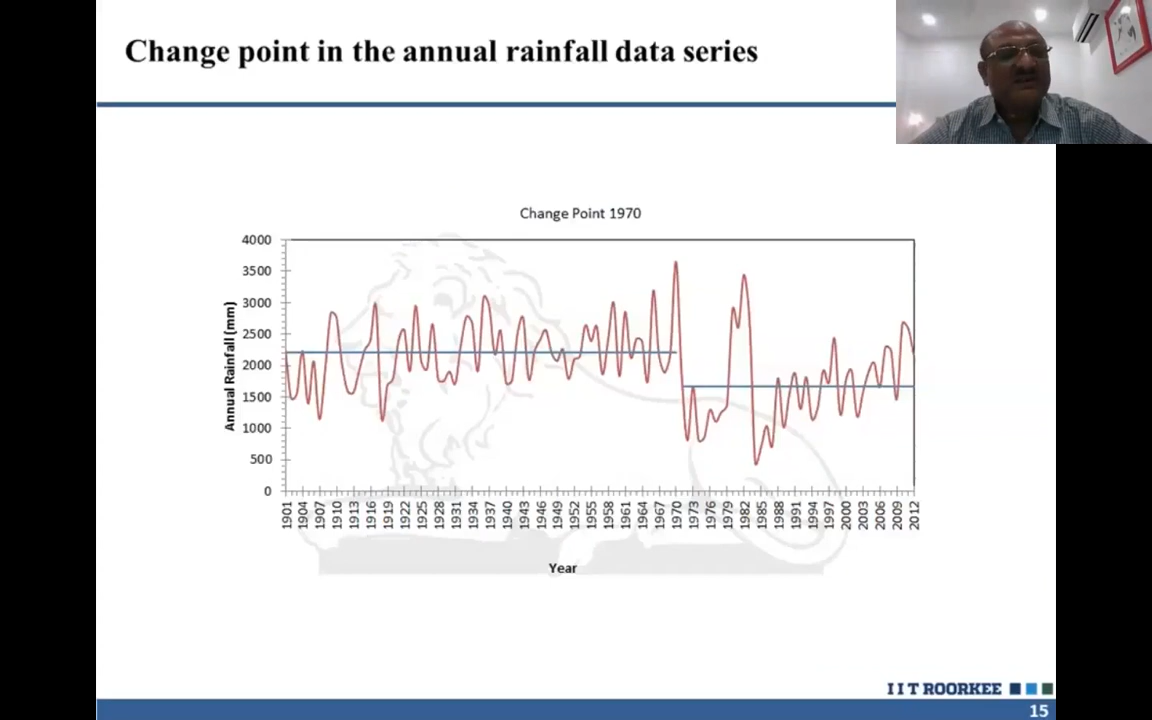 Change point in the annual rainfall data series
Change Point 1970
4000
3500
3000
2500
2000
1500
1000
500
0
Annual Rainfall (mm)
1901 1904 1907 1910 1913 1916 1919 1922 1925 1928 1931 1934 1937 1940 1943 1946 1949 1952 1955 1958 1961 1964 1967 1970 1973 1976 1979 1982 1985 1988 1991 1994 1997 2000 2003 2006 2009 2012
Year
IIT ROORKEE
15